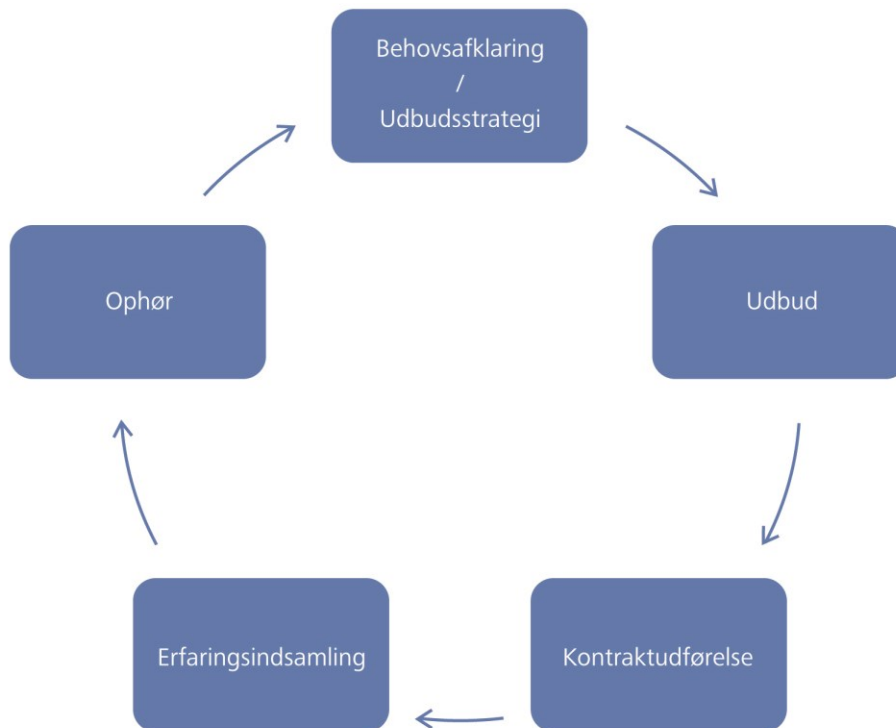 Behovsafklaring
/
Udbudsstrategi
Udbud
Kontraktudførelse
Erfaringsindsamling
Ophør